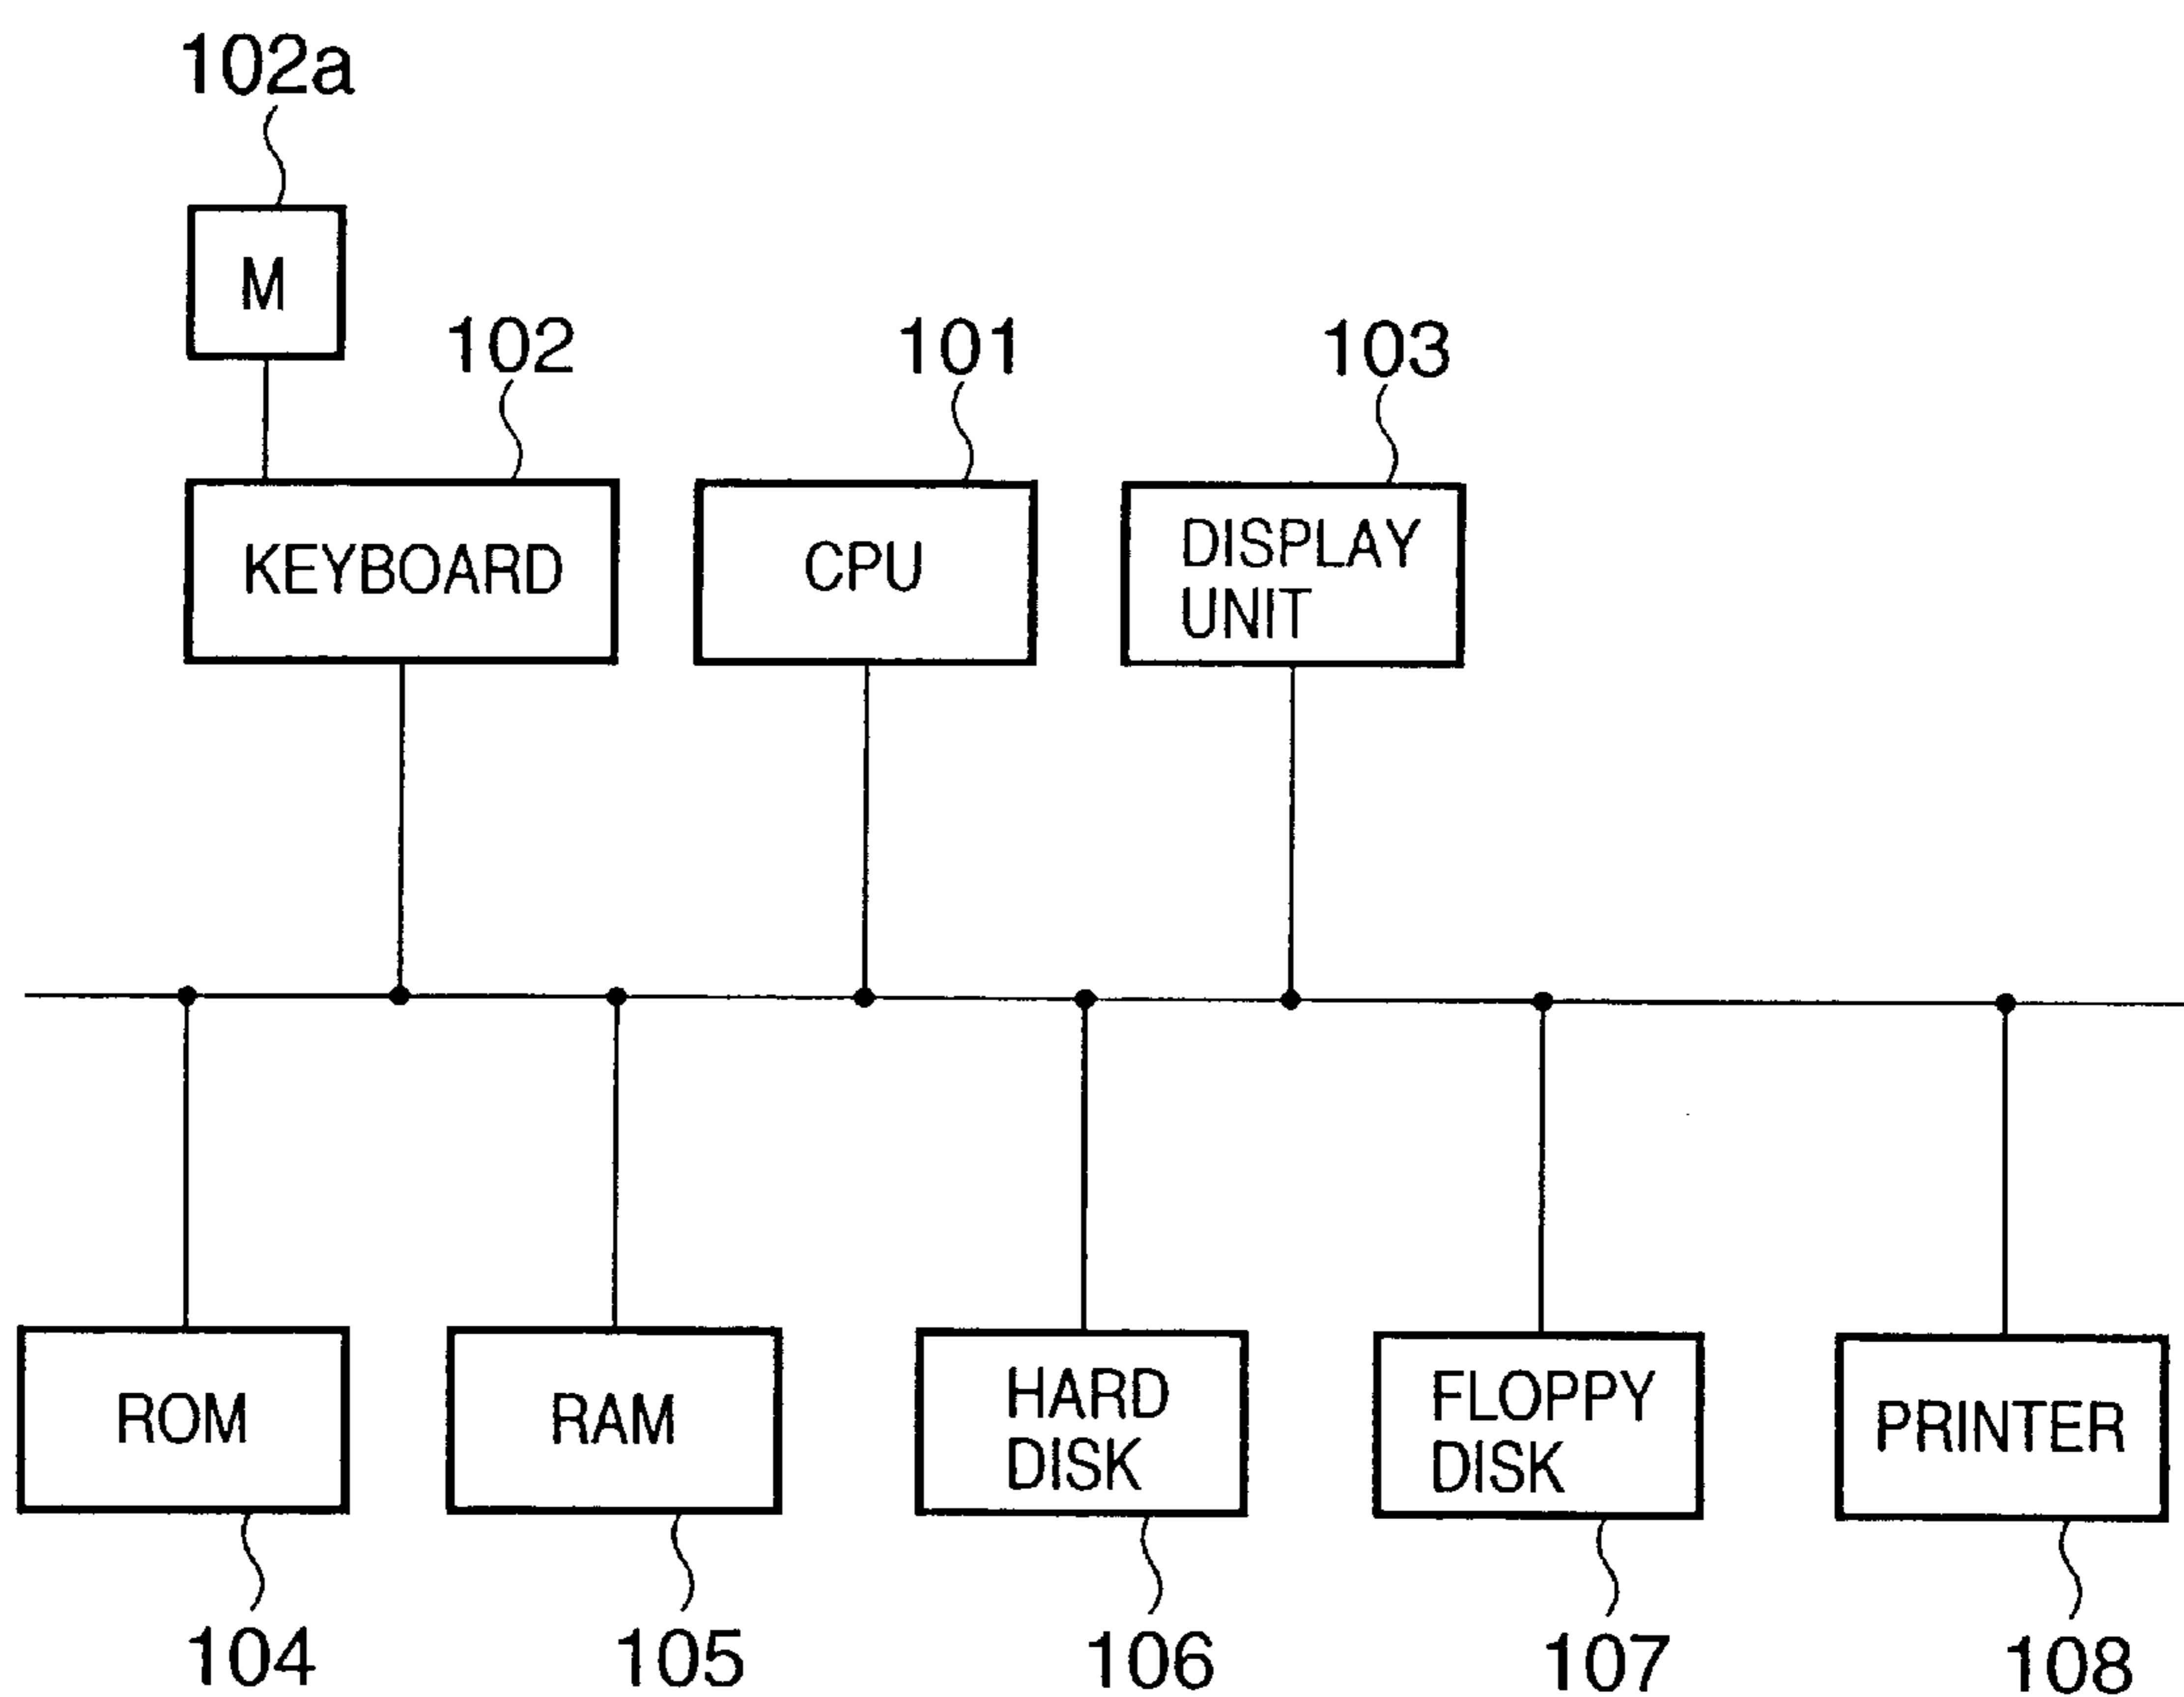 102a
M
102
101
103
KEYBOARD
CPU
DISPLAY
UNIT
ROM
RAM
HARD
DISK
FLOPPY
DISK
PRINTER
104
105
106
107
108